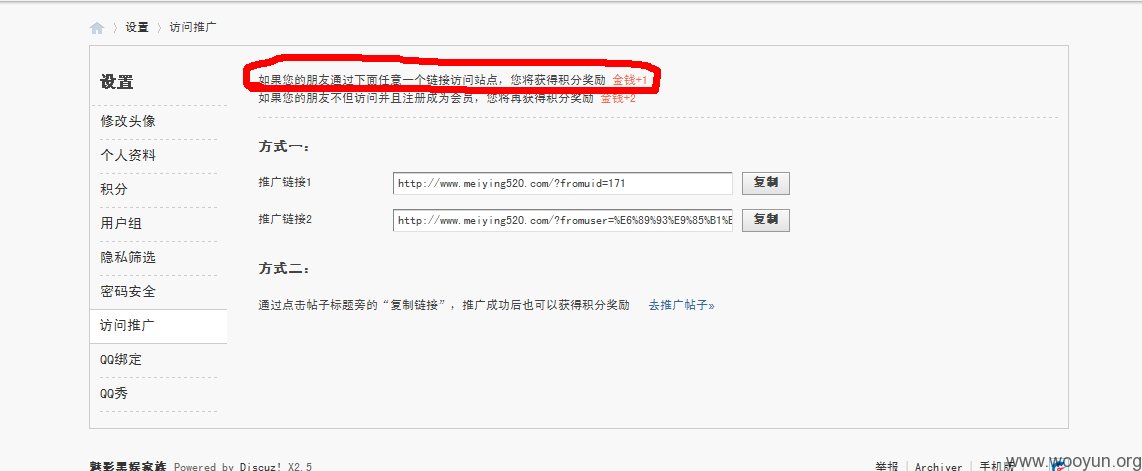 设置 〉 访问推广
设置
如果您的朋友通过下面任意一个链接访问站点，您将获得积分奖励 金钱+1
如果您的朋友不但访问并且注册成为会员，您将再获得积分奖励 金钱+2
修改头像
个人资料
积分
用户组
隐私筛选
密码安全
访问推广
QQ绑定
QQ秀
方式一：
推广链接1 http://www.meiying520.com/?fromuid=171 复制
推广链接2 http://www.meiying520.com/?fromuser=%E6%89%93%E9%85%B1%E 复制
方式二：
通过点击帖子标题旁的“复制链接”，推广成功后也可以获得积分奖励 去推广帖子»
Powered by Discuz! X2.5
举报 | Archiver | 手机版
www.wooyun.org